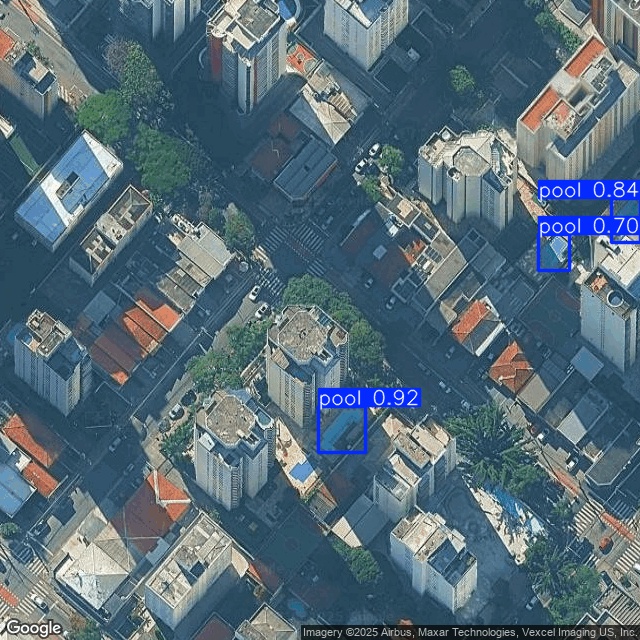 pool 0.84
pool 0.70
pool 0.92
Google
Imagery ©2025 Airbus, Maxar Technologies, Vexcel Imaging US, Inc